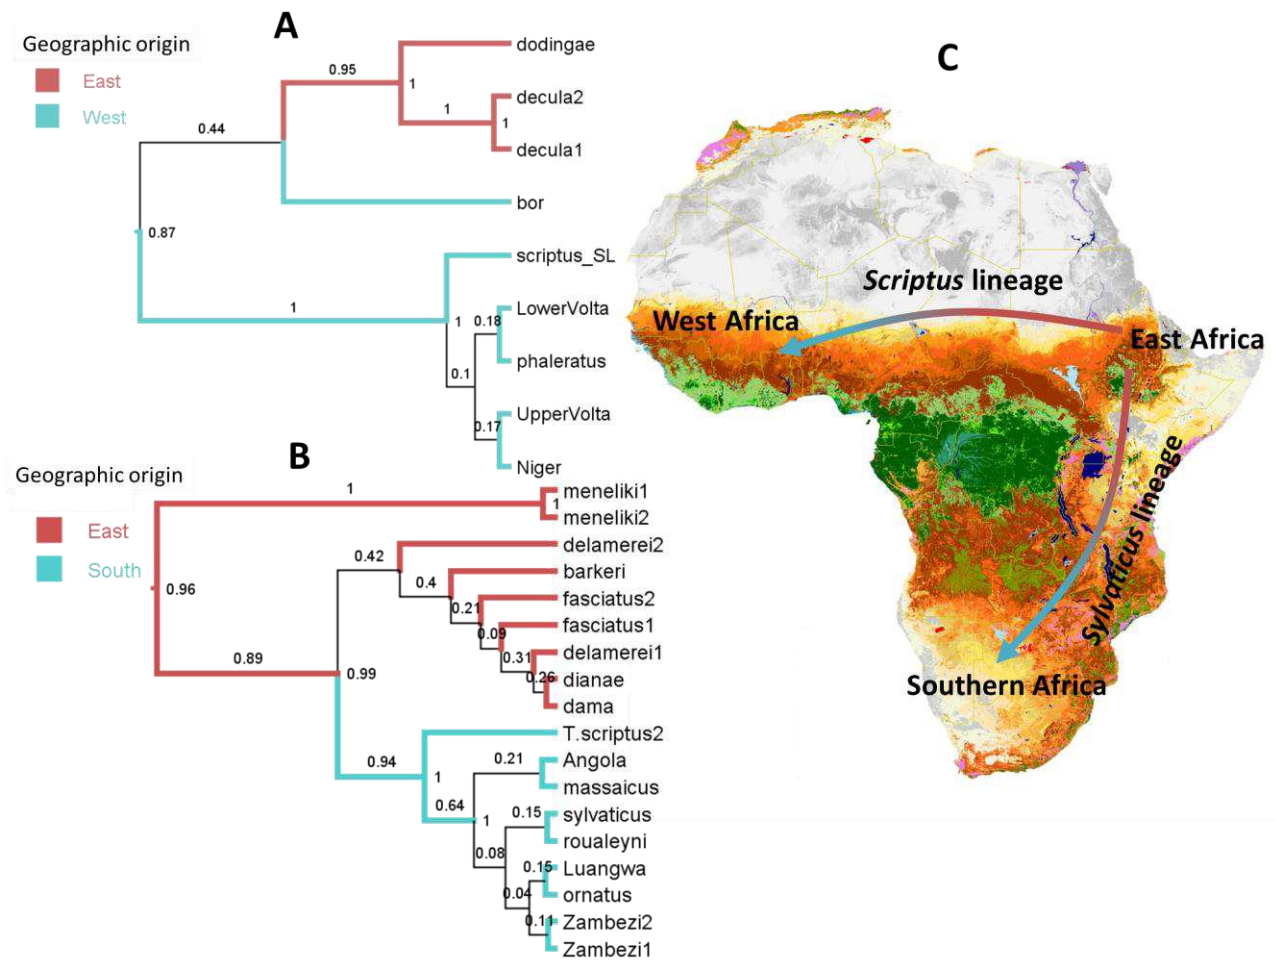 A
Geographic origin
East
West
dodingae
0.95
1
decula2
1
1
decula1
0.44
bor
0.87
scriptus_SL
1
1
LowerVolta
0.18
phaleratus
0.1
UpperVolta
0.17
Niger
B
Geographic origin
East
South
meneliki1
1
1
meneliki2
delamerei2
0.42
barkeri
0.4
0.96
fasciatus2
0.21
fasciatus1
0.09
delamerei1
0.31
0.89
0.99
dianae
0.26
dama
T.scriptus2
0.94
1
Angola
0.21
massaicus
0.64
1
sylvaticus
0.15
roualeyni
0.08
Luangwa
0.15
ornatus
0.04
Zambezi2
0.11
Zambezi1
C
Scriptus lineage
West Africa
East Africa
Sylvaticus lineage
Southern Africa